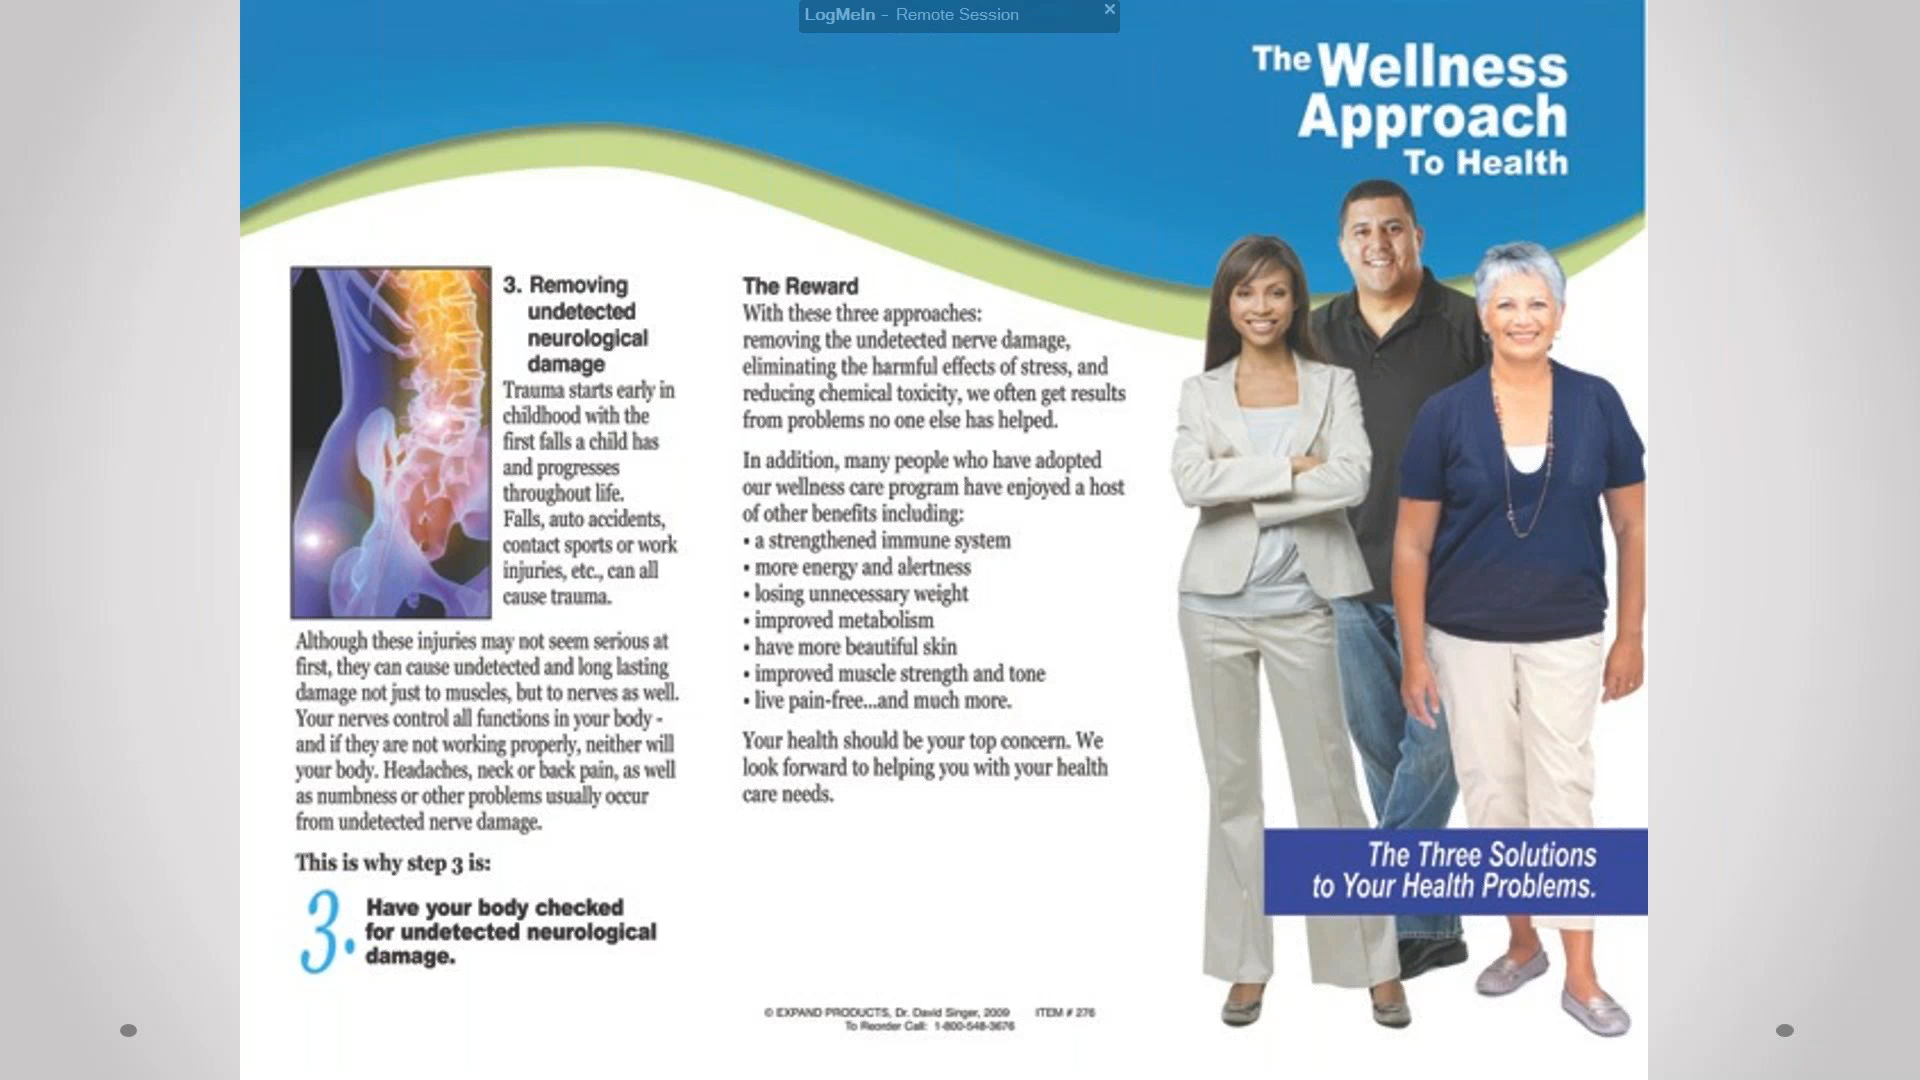 LogMeIn - Remote Session
The Wellness
Approach
To Health
3. Removing
undetected
neurological
damage
Trauma starts early in
childhood with the
first falls a child has
and progresses
throughout life.
Falls, auto accidents,
contact sports or work
injuries, etc., can all
cause trauma.
Although these injuries may not seem serious at
first, they can cause undetected and long lasting
damage not just to muscles, but to nerves as well.
Your nerves control all functions in your body -
and if they are not working properly, neither will
your body. Headaches, neck or back pain, as well
as numbness or other problems usually occur
from undetected nerve damage.
This is why step 3 is:
3. Have your body checked
for undetected neurological
damage.
The Reward
With these three approaches:
removing the undetected nerve damage,
eliminating the harmful effects of stress, and
reducing chemical toxicity, we often get results
from problems no one else has helped.
In addition, many people who have adopted
our wellness care program have enjoyed a host
of other benefits including:
• a strengthened immune system
• more energy and alertness
• losing unnecessary weight
• improved metabolism
• have more beautiful skin
• improved muscle strength and tone
• live pain-free...and much more.
Your health should be your top concern. We
look forward to helping you with your health
care needs.
© EXPAND PRODUCTS, Dr. David Singer, 2009 ITEM # 276
To Reorder Call: 1-800-548-3676
The Three Solutions
to Your Health Problems.